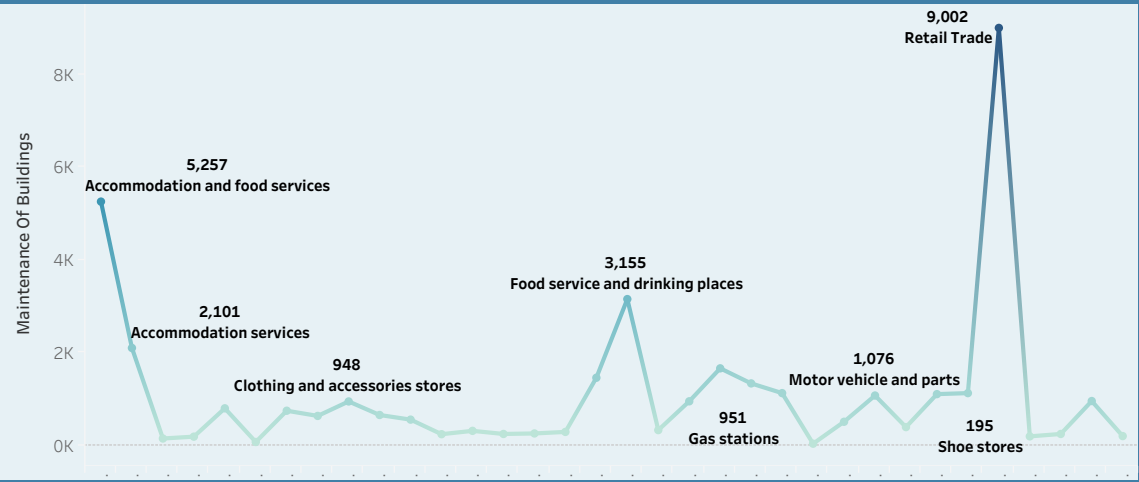 9,002
Retail Trade
8K
6K
5,257
Accommodation and food services
4K
3,155
Food service and drinking places
2,101
Accommodation services
2K
948
Clothing and accessories stores
1,076
Motor vehicle and parts
951
Gas stations
195
Shoe stores
0K
Maintenance Of Buildings